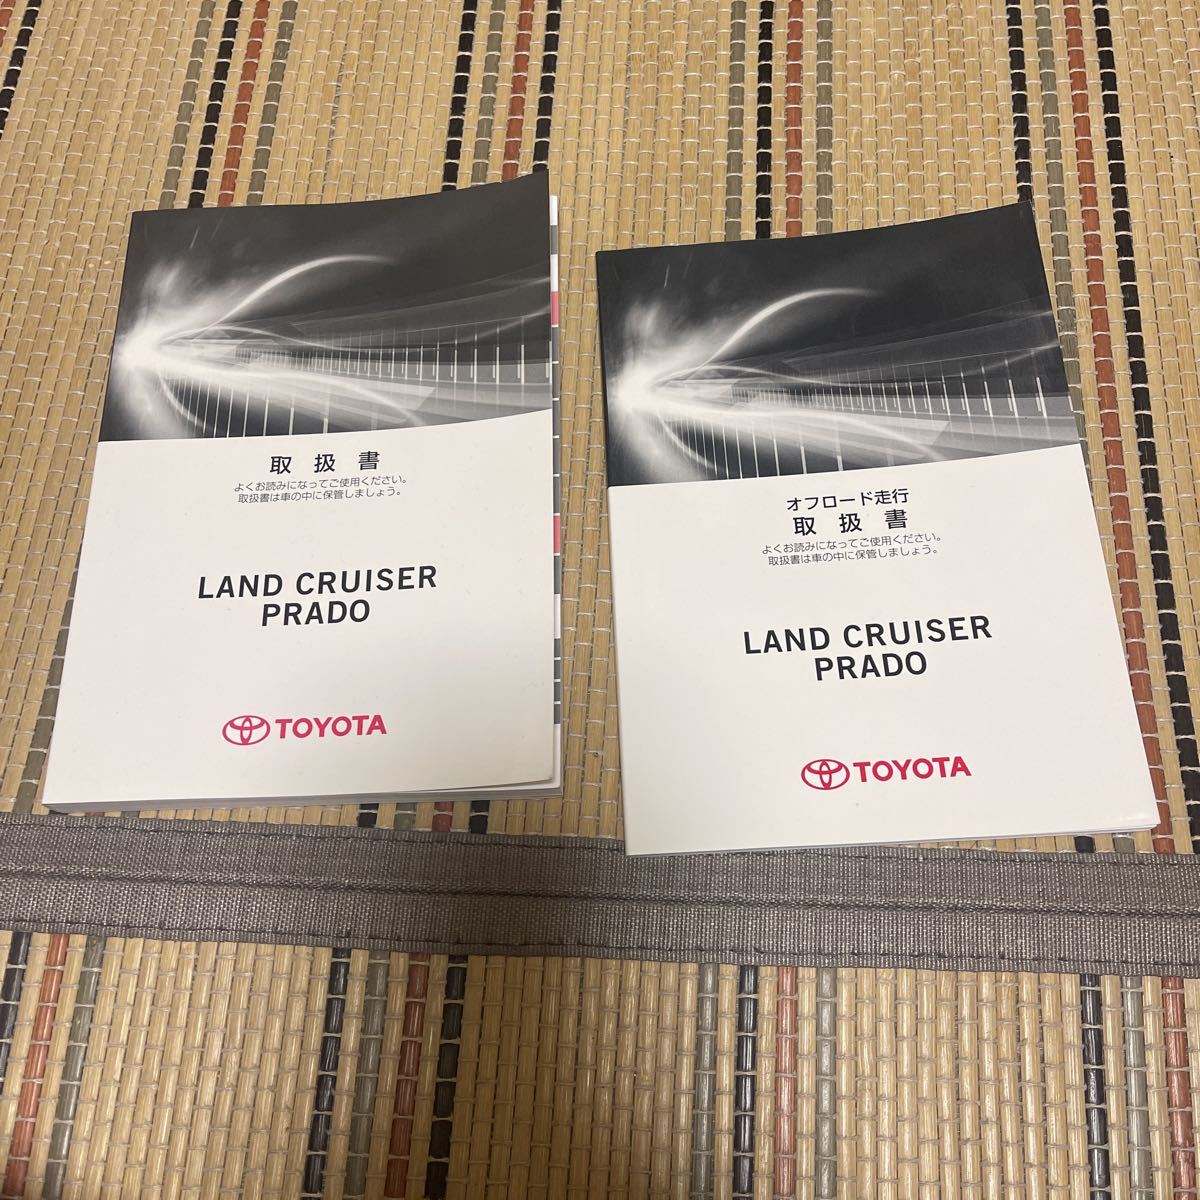 取扱書
よくお読みになってご使用ください。
取扱書は車の中に保管しましょう。
LAND CRUISER
PRADO
TOYOTA
オフロード走行
取扱書
よくお読みになってご使用ください。
取扱書は車の中に保管しましょう。
LAND CRUISER
PRADO
TOYOTA